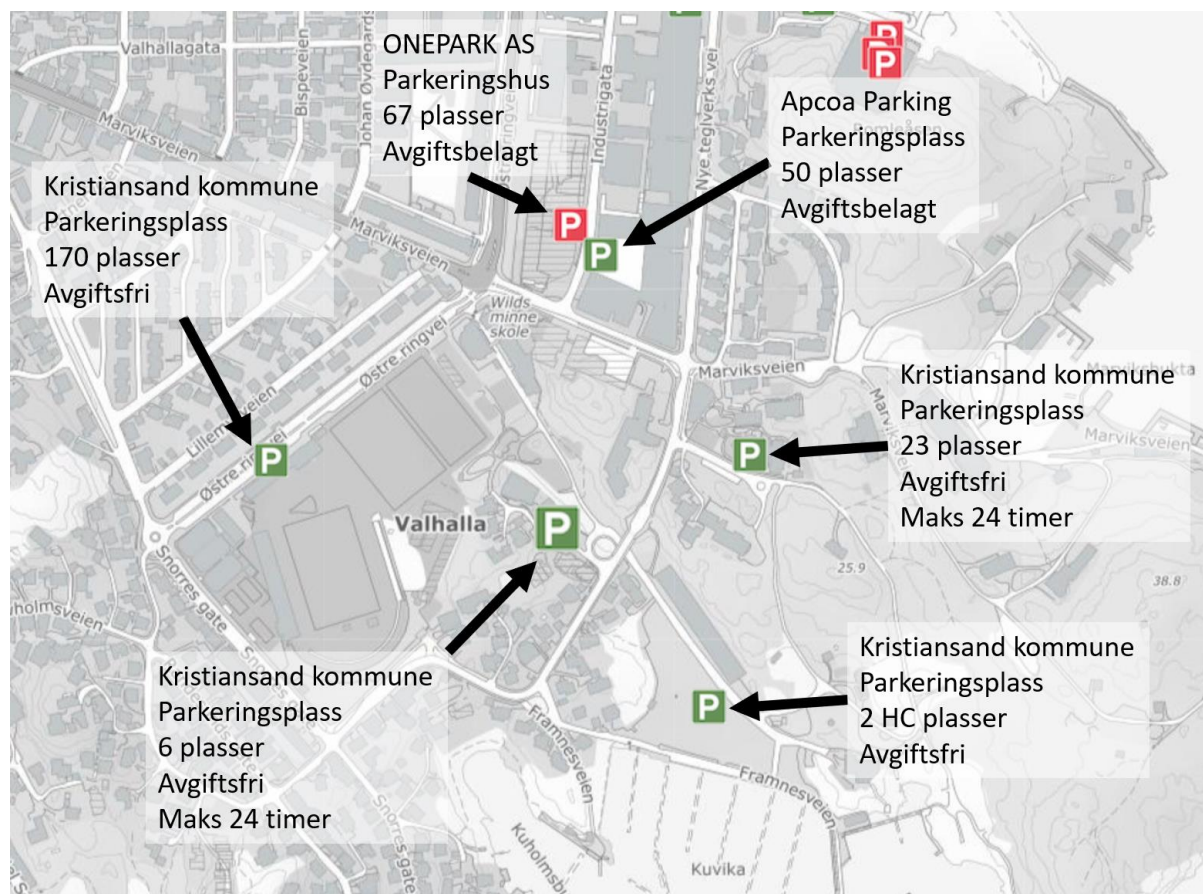 ONEPARK AS
Parkeringshus
67 plasser
Avgiftsbelagt
Apcoa Parking
Parkeringsplass
50 plasser
Avgiftsbelagt
Kristiansand kommune
Parkeringsplass
170 plasser
Avgiftsfri
Kristiansand kommune
Parkeringsplass
23 plasser
Avgiftsfri
Maks 24 timer
Kristiansand kommune
Parkeringsplass
6 plasser
Avgiftsfri
Maks 24 timer
Kristiansand kommune
Parkeringsplass
2 HC plasser
Avgiftsfri
Valhallagata
Bispeveien
Johan Øvdegards
Marviksveien
Industrigata
Nye teglverks vei
P
P
P
P
P
Marviksveien
Wilds
minne
skole
Østre ringvei
Marviksveien
Marviksveien
Østre ringvei
P
P
Valhalla
P
Snorres gate
25.9
38.8
Snorres
P
Framnesveien
Framnesveien
Kuvika